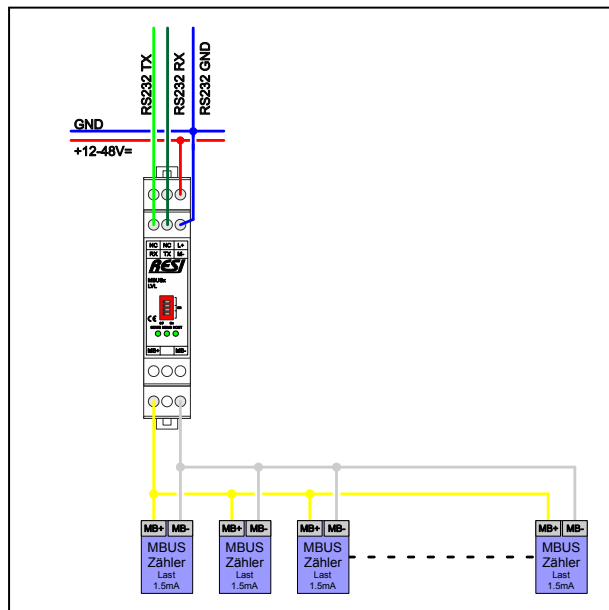 RS232 TX
RS232 RX
RS232 GND
GND
+12-48V=
NC NC L+
RX TX M-
RESI
MBUSx
LVL
CE
MB+ MB-
MB+ MB- MB+ MB- MB+ MB- MB+ MB-
MBUS MBUS MBUS MBUS
Zähler Zähler Zähler Zähler
Last Last Last Last
1.5mA 1.5mA 1.5mA 1.5mA